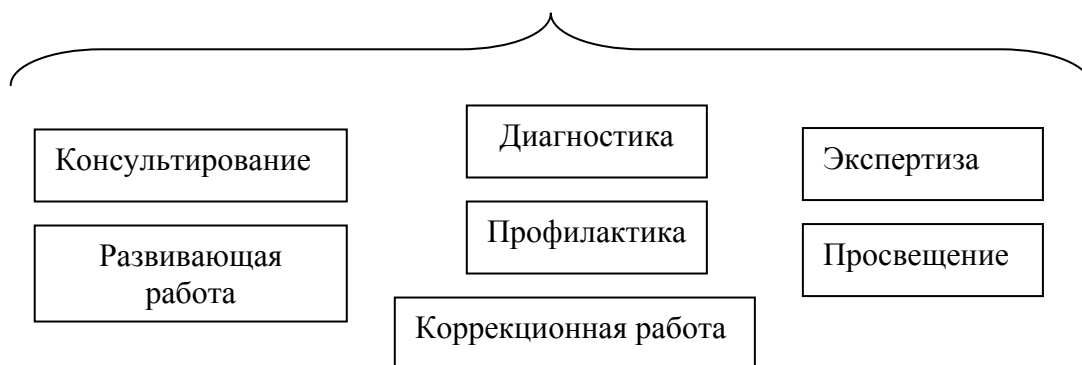 Консультирование
Развивающая
работа
Диагностика
Профилактика
Коррекционная работа
Экспертиза
Просвещение